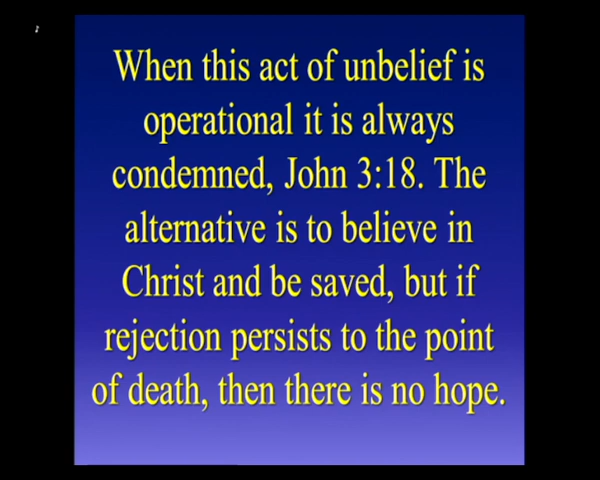 When this act of unbelief is
operational it is always
condemned, John 3:18. The
alternative is to believe in
Christ and be saved, but if
rejection persists to the point
of death, then there is no hope.